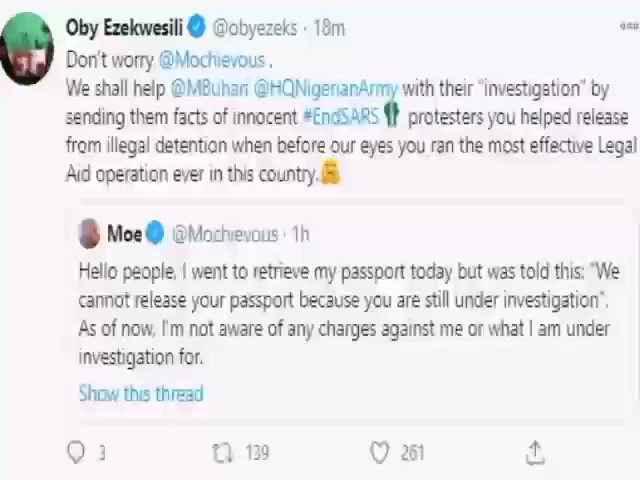 Oby Ezekwesili @obyezeks · 18m
Don't worry @Mochievous .
We shall help @MBuhari @HQNigerianArmy with their "investigation" by
sending them facts of innocent #EndSARS protesters you helped release
from illegal detention when before our eyes you ran the most effective Legal
Aid operation ever in this country.
Moe @Mochievous · 1h
Hello people, I went to retrieve my passport today but was told this: "We
cannot release your passport because you are still under investigation".
As of now, I'm not aware of any charges against me or what I am under
investigation for.
Show this thread
3 139 261